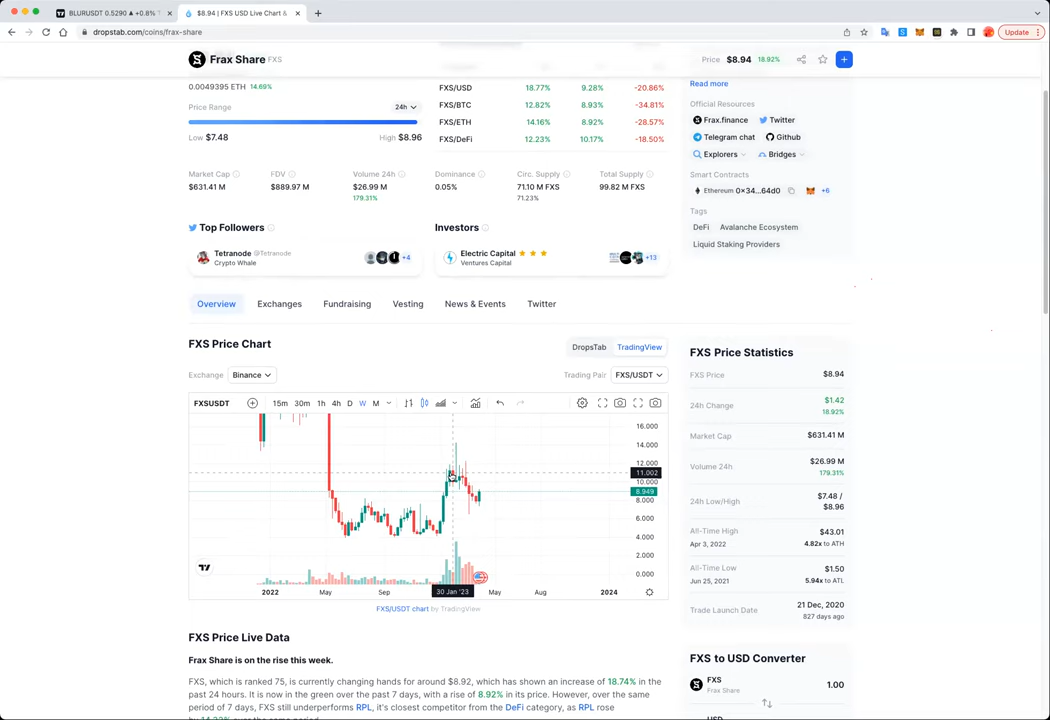 BLURUSDT 0.5290 ▲ +0.8% T
$8.94 | FXS USD Live Chart &
dropstab.com/coins/frax-share
Update
Frax Share FXS
Price $8.94 18.92%
0.0049395 ETH 14.69%
Price Range 24h
Low $7.48 High $8.96
FXS/USD 18.77% 9.28% -20.86%
FXS/BTC 12.82% 8.93% -34.81%
FXS/ETH 14.16% 8.92% -28.57%
FXS/DeFi 12.23% 10.17% -18.50%
Read more
Official Resources
Frax.finance Twitter
Telegram chat Github
Explorers Bridges
Smart Contracts
Ethereum 0x34...64d0 +6
Tags
DeFi Avalanche Ecosystem
Liquid Staking Providers
Market Cap FDV Volume 24h Dominance Circ. Supply Total Supply
$631.41 M $889.97 M $26.99 M 0.05% 71.10 M FXS 99.82 M FXS
179.31% 71.23%
Top Followers Investors
Tetranode @Tetranode
Crypto Whale
+4
Electric Capital
Ventures Capital
+13
Overview Exchanges Fundraising Vesting News & Events Twitter
FXS Price Chart
DropsTab TradingView
Exchange Binance Trading Pair FXS/USDT
FXSUSDT 15m 30m 1h 4h D W M
16.000
14.000
12.000
11.002
10.000
8.949
8.000
6.000
4.000
2.000
0.000
2022 May Sep 30 Jan '23 May Aug 2024
FXS/USDT chart by TradingView
FXS Price Statistics
FXS Price $8.94
24h Change $1.42
18.92%
Market Cap $631.41 M
Volume 24h $26.99 M
179.31%
24h Low/High $7.48 /
$8.96
All-Time High $43.01
Apr 3, 2022 4.82x to ATH
All-Time Low $1.50
Jun 25, 2021 5.94x to ATL
Trade Launch Date 21 Dec, 2020
827 days ago
FXS Price Live Data
Frax Share is on the rise this week.
FXS, which is ranked 75, is currently changing hands for around $8.92, which has shown an increase of 18.74% in the
past 24 hours. It is now in the green over the past 7 days, with a rise of 8.92% in its price. However, over the same
period of 7 days, FXS still underperforms RPL, it's closest competitor from the DeFi category, as RPL rose
FXS to USD Converter
FXS 1.00
Frax Share